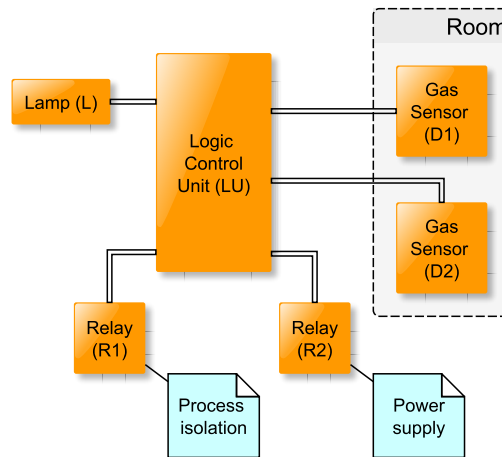 Room
Lamp (L)
Logic
Control
Unit (LU)
Gas
Sensor
(D1)
Gas
Sensor
(D2)
Relay
(R1)
Relay
(R2)
Process
isolation
Power
supply